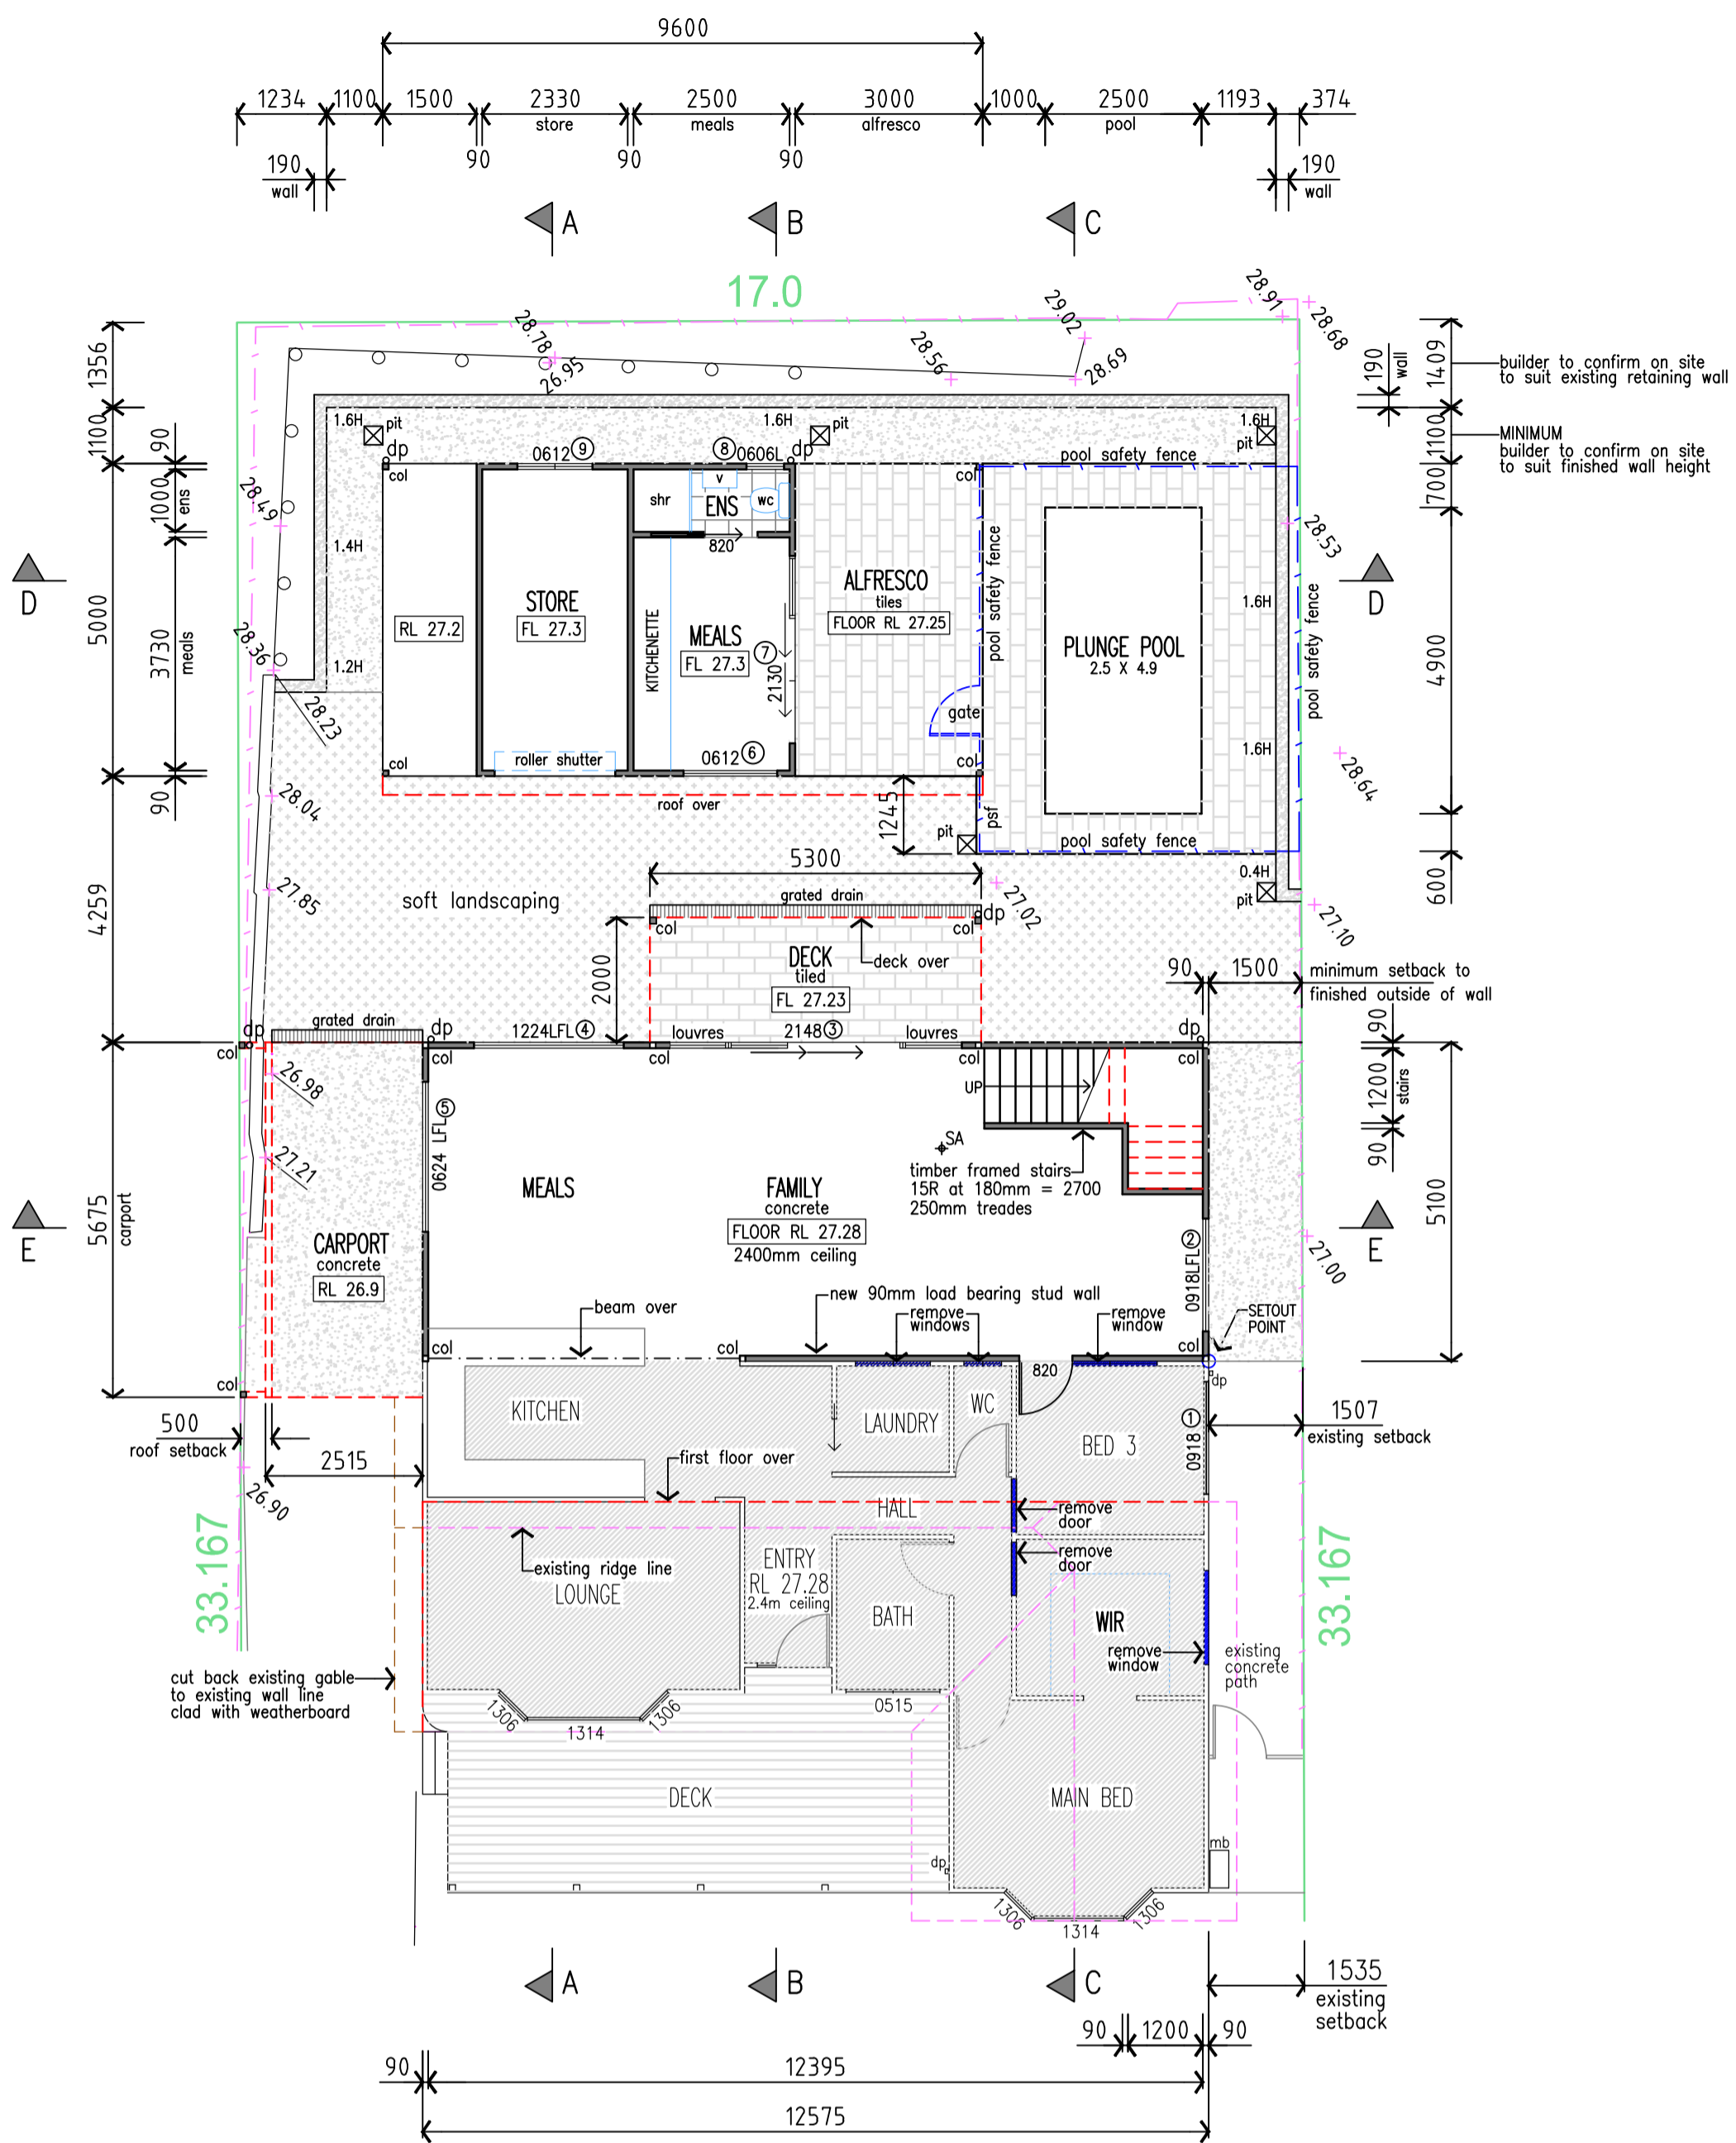 9600
1234 1100 1500 2330 2500 3000 1000 2500 1193 374
store meals alfresco pool
90 90 90
190
wall
190
wall
A B C
17.0
28.91
28.68
29.02
28.78
26.95
28.56
28.69
1356
1100
90
1000
ens
5000
3730
meals
90
4259
5675
carport
190
wall
1409
builder to confirm on site
to suit existing retaining wall
1100
MINIMUM
builder to confirm on site
to suit finished wall height
700
4900
600
1.6H pit
1.6H pit
1.6H
pit
dp
col
0612 9
8 0606L
dp
pool safety fence
col
shr
v
ENS
wc
820
28.49
1.4H
28.53
D
D
STORE
FL 27.3
RL 27.2
KITCHENETTE
MEALS
FL 27.3
7
2130
ALFRESCO
tiles
FLOOR RL 27.25
pool safety fence
PLUNGE POOL
2.5 X 4.9
1.6H
pool safety fence
28.36
1.2H
28.23
gate
1.6H
28.64
col
roller shutter
0612 6
col
roof over
28.04
1245
psf
pit
pool safety fence
5300
0.4H
pit
27.02
27.10
27.85
soft landscaping
grated drain
col
col
dp
DECK
tiled
FL 27.23
deck over
2000
90 1500
minimum setback to
finished outside of wall
grated drain
dp
dp
1224LFL 4
louvres
2148 3
louvres
dp
col
col
col
col
col
90
1200
stairs
90
5100
26.98
5
0624 LFL
UP
SA
27.21
timber framed stairs
15R at 180mm = 2700
250mm treades
MEALS
FAMILY
concrete
FLOOR RL 27.28
2400mm ceiling
E
E
CARPORT
concrete
RL 26.9
2
0918LFL
27.00
beam over
new 90mm load bearing stud wall
remove
windows
remove
window
SETOUT
POINT
col
col
col
820
dp
col
KITCHEN
LAUNDRY
WC
BED 3
1
0918
500
roof setback
1507
existing setback
2515
first floor over
26.90
HALL
remove
door
remove
door
existing ridge line
LOUNGE
ENTRY
RL 27.28
2.4m ceiling
BATH
WIR
33.167
33.167
remove
window
existing
concrete
path
cut back existing gable
to existing wall line
clad with weatherboard
1306
1314
1306
0515
DECK
MAIN BED
dp
mb
1306
1314
1306
A B C
1535
existing
setback
90 1200 90
90 12395
12575